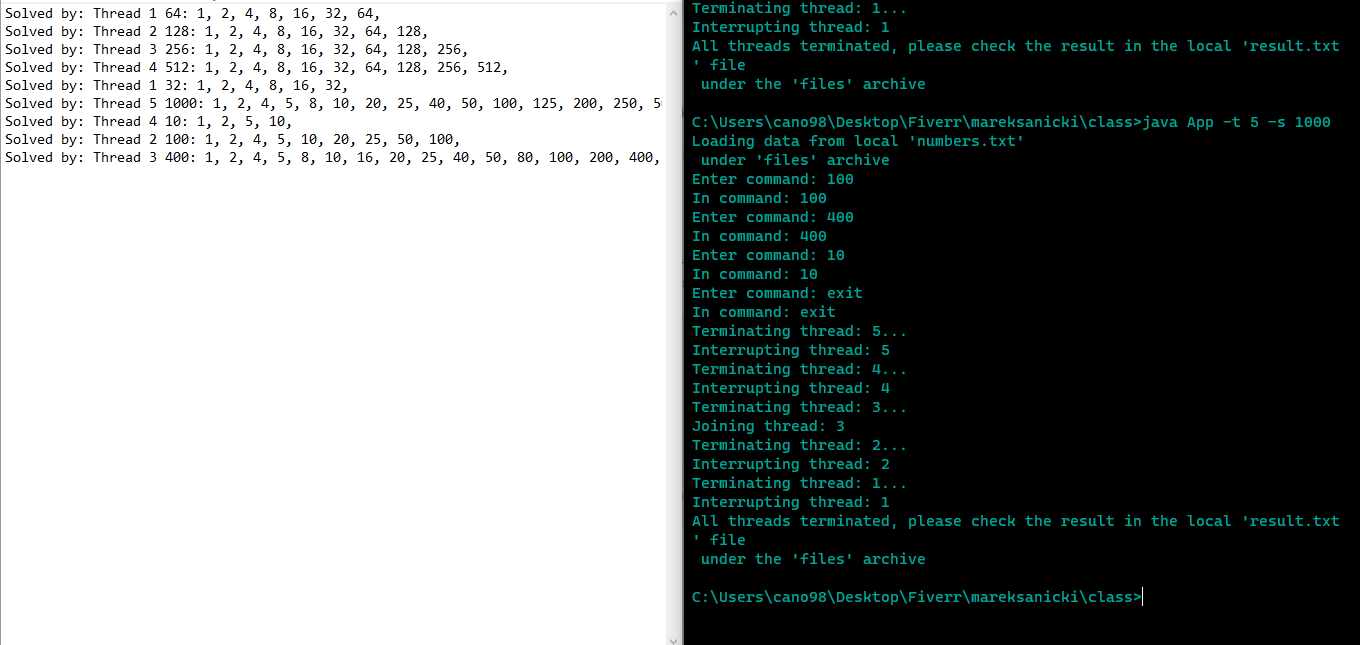 Solved by: Thread 1 64: 1, 2, 4, 8, 16, 32, 64,
Solved by: Thread 2 128: 1, 2, 4, 8, 16, 32, 64, 128,
Solved by: Thread 3 256: 1, 2, 4, 8, 16, 32, 64, 128, 256,
Solved by: Thread 4 512: 1, 2, 4, 8, 16, 32, 64, 128, 256, 512,
Solved by: Thread 1 32: 1, 2, 4, 8, 16, 32,
Solved by: Thread 5 1000: 1, 2, 4, 5, 8, 10, 20, 25, 40, 50, 100, 125, 200, 250,
Solved by: Thread 4 10: 1, 2, 5, 10,
Solved by: Thread 2 100: 1, 2, 4, 5, 10, 20, 25, 50, 100,
Solved by: Thread 3 400: 1, 2, 4, 5, 8, 10, 16, 20, 25, 40, 50, 80, 100, 200, 400,
Terminating thread: 1...
Interrupting thread: 1
All threads terminated, please check the result in the local 'result.txt
' file
under the 'files' archive
C:\Users\cano98\Desktop\Fiverr\mareksanicki\class>java App -t 5 -s 1000
Loading data from local 'numbers.txt'
under 'files' archive
Enter command: 100
In command: 100
Enter command: 400
In command: 400
Enter command: 10
In command: 10
Enter command: exit
In command: exit
Terminating thread: 5...
Interrupting thread: 5
Terminating thread: 4...
Interrupting thread: 4
Terminating thread: 3...
Joining thread: 3
Terminating thread: 2...
Interrupting thread: 2
Terminating thread: 1...
Interrupting thread: 1
All threads terminated, please check the result in the local 'result.txt
' file
under the 'files' archive
C:\Users\cano98\Desktop\Fiverr\mareksanicki\class>